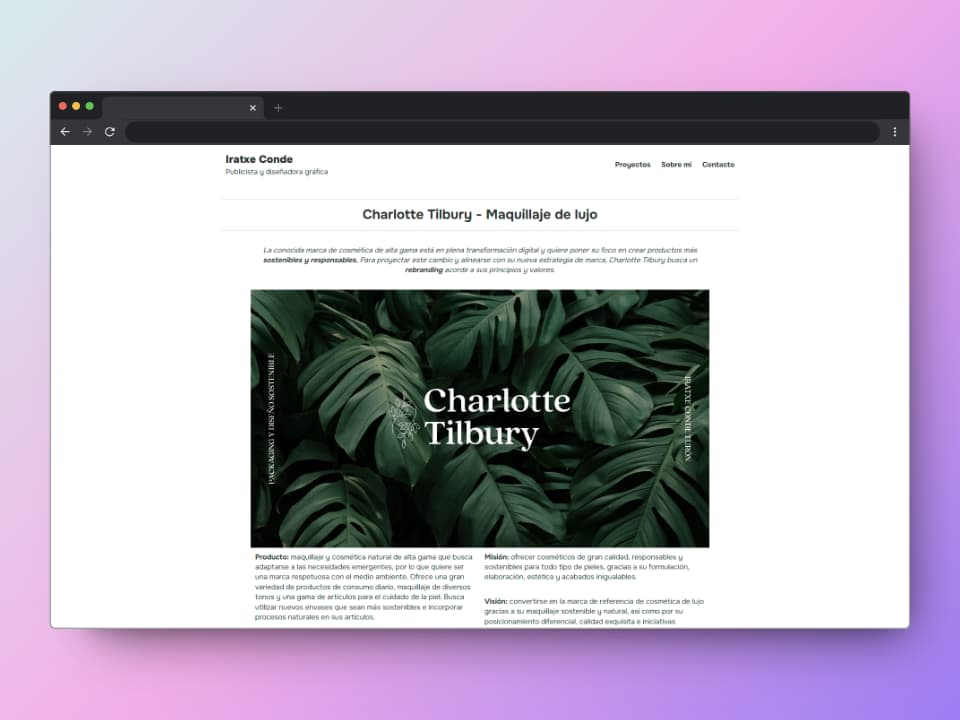 Iratxe Conde
Publicista y diseñadora gráfica
Proyectos Sobre mí Contacto
Charlotte Tilbury - Maquillaje de lujo
La conocida marca de cosmética de alta gama está en plena transformación digital y quiere poner su foco en crear productos más
sostenibles y responsables. Para proyectar este cambio y alinearse con su nueva estrategia de marca, Charlotte Tilbury busca un
rebranding acorde a sus principios y valores.
PACKAGING Y DISEÑO SOSTENIBLE
Charlotte
Tilbury
IRATXE CONDE TURÓN
Producto: maquillaje y cosmética natural de alta gama que busca
adaptarse a las necesidades emergentes, por lo que quiere ser
una marca respetuosa con el medio ambiente. Ofrece una gran
variedad de productos de consumo diario, maquillaje de diversos
tonos y una gama de artículos para el cuidado de la piel. Busca
utilizar nuevos envases que sean más sostenibles e incorporar
procesos naturales en sus artículos.
Misión: ofrecer cosméticos de gran calidad, responsables y
sostenibles para todo tipo de pieles, gracias a su formulación,
elaboración, estética y acabados inigualables.
Visión: convertirse en la marca de referencia de cosmética de lujo
gracias a su maquillaje sostenible y natural, así como por su
posicionamiento diferencial, calidad exquisita e iniciativas